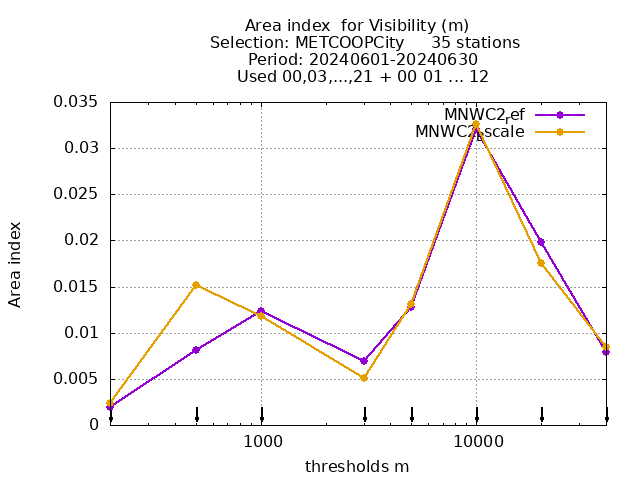 Area index  for Visibility (m)
Selection: METCOOPCity     35 stations
Period: 20240601-20240630
Used 00,03,...,21 + 00 01 ... 12
0.035
0.03
0.025
0.02
0.015
0.01
0.005
0
Area index
MNWC2ref
MNWC2bscale
1000
10000
thresholds m